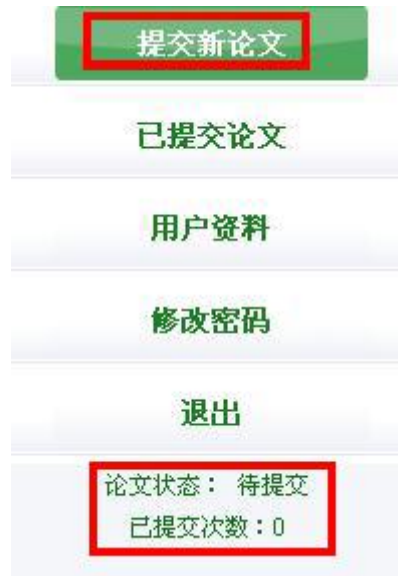 提交新论文
已提交论文
用户资料
修改密码
退出
论文状态： 待提交
已提交次数：0